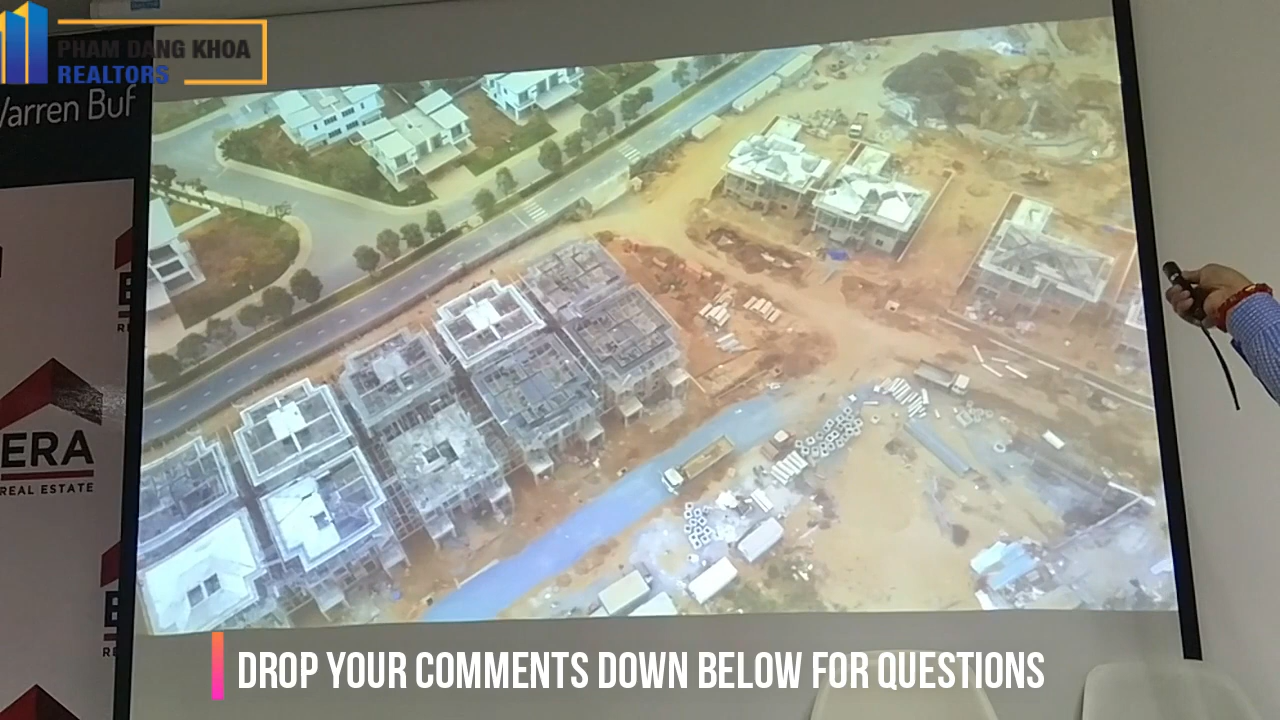 PHAM DANG KHOA
REALTORS
Warren Buf
ERA
REAL ESTATE
DROP YOUR COMMENTS DOWN BELOW FOR QUESTIONS